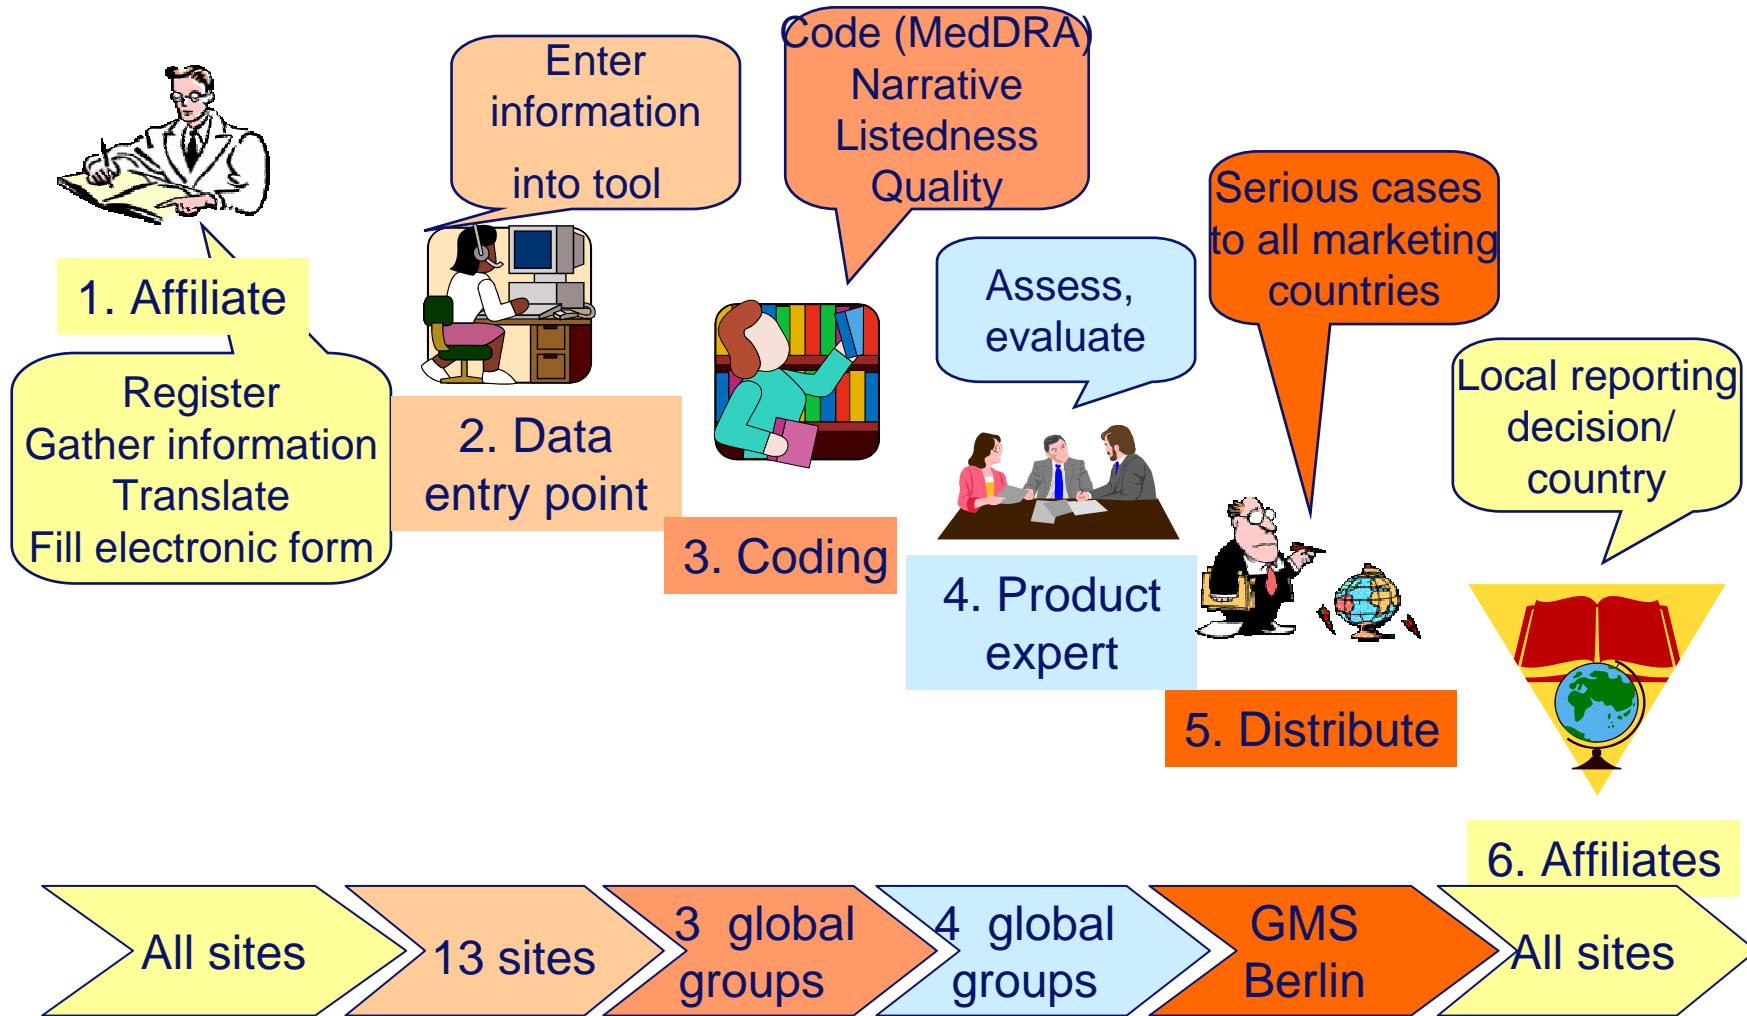 1. Affiliate
Register
Gather information
Translate
Fill electronic form
Enter
information
into tool
2. Data
entry point
Code (MedDRA)
Narrative
Listedness
Quality
3. Coding
Assess,
evaluate
4. Product
expert
Serious cases
to all marketing
countries
5. Distribute
Local reporting
decision/
country
6. Affiliates
All sites
13 sites
3 global
groups
4 global
groups
GMS
Berlin
All sites